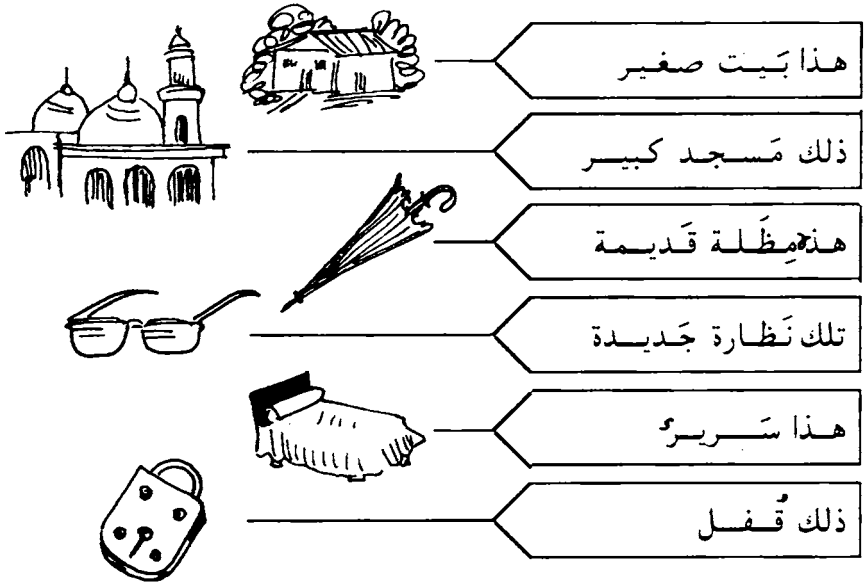 هذا بَيت صغير
ذلك مَسجد كبير
هذه مِظَلة قَديمة
تلك نَظارة جَديدة
هذا سَرير
ذلك قُفل